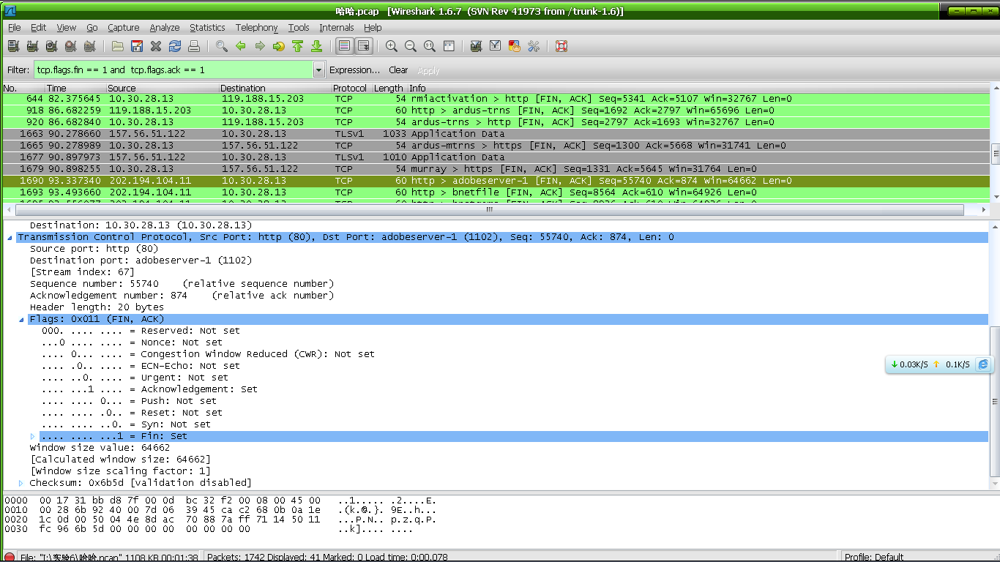 哈哈.pcap [Wireshark 1.6.7 (SVN Rev 41973 from /trunk-1.6)]
File Edit View Go Capture Analyze Statistics Telephony Tools Internals Help
Filter: tcp.flags.fin == 1 and tcp.flags.ack == 1 Expression... Clear Apply
No. Time Source Destination Protocol Length Info
644 82.375645 10.30.28.13 119.188.15.203 TCP 54 rmiactivation > http [FIN, ACK] Seq=5341 Ack=5107 Win=32767 Len=0
918 86.682259 119.188.15.203 10.30.28.13 TCP 60 http > ardus-trns [FIN, ACK] Seq=1692 Ack=2797 Win=65696 Len=0
920 86.682840 10.30.28.13 119.188.15.203 TCP 54 ardus-trns > http [FIN, ACK] Seq=2797 Ack=1693 Win=32767 Len=0
1663 90.278660 157.56.51.122 10.30.28.13 TLSv1 1033 Application Data
1665 90.278989 10.30.28.13 157.56.51.122 TCP 54 ardus-mtrns > https [FIN, ACK] Seq=1300 Ack=5668 Win=31741 Len=0
1677 90.897973 157.56.51.122 10.30.28.13 TLSv1 1010 Application Data
1679 90.898255 10.30.28.13 157.56.51.122 TCP 54 murray > https [FIN, ACK] Seq=1331 Ack=5645 Win=31764 Len=0
1690 93.337340 202.194.104.11 10.30.28.13 TCP 60 http > adobeserver-1 [FIN, ACK] Seq=55740 Ack=874 Win=64662 Len=0
1693 93.493660 202.194.104.11 10.30.28.13 TCP 60 http > bnetfile [FIN, ACK] Seq=8564 Ack=610 Win=64926 Len=0
Destination: 10.30.28.13 (10.30.28.13)
Transmission Control Protocol, Src Port: http (80), Dst Port: adobeserver-1 (1102), Seq: 55740, Ack: 874, Len: 0
Source port: http (80)
Destination port: adobeserver-1 (1102)
[Stream index: 67]
Sequence number: 55740 (relative sequence number)
Acknowledgement number: 874 (relative ack number)
Header length: 20 bytes
Flags: 0x011 (FIN, ACK)
000. .... .... = Reserved: Not set
...0 .... .... = Nonce: Not set
.... 0... .... = Congestion Window Reduced (CWR): Not set
.... .0.. .... = ECN-Echo: Not set
.... ..0. .... = Urgent: Not set
.... ...1 .... = Acknowledgement: Set
.... .... 0... = Push: Not set
.... .... .0.. = Reset: Not set
.... .... ..0. = Syn: Not set
.... .... ...1 = Fin: Set
Window size value: 64662
[Calculated window size: 64662]
[Window size scaling factor: 1]
Checksum: 0x6b5d [validation disabled]
0.03K/S 0.1K/S
0000 00 17 31 bb d8 7f 00 0d bc 32 f2 00 08 00 45 00 ..1..... .2....E.
0010 00 28 6b 92 40 00 7d 06 39 45 ca c2 68 0b 0a 1e .(k.@.}. 9E..h...
0020 1c 0d 00 50 04 4e 8d ac 70 88 7a ff 71 14 50 11 ...P.N.. p.z.q.P.
0030 fc 96 6b 5d 00 00 00 00 00 00 00 00 ..k].... ....
File: "I:\实验6\哈哈.pcap" 1108 KB 00:01:38 Packets: 1742 Displayed: 41 Marked: 0 Load time: 0:00.078 Profile: Default